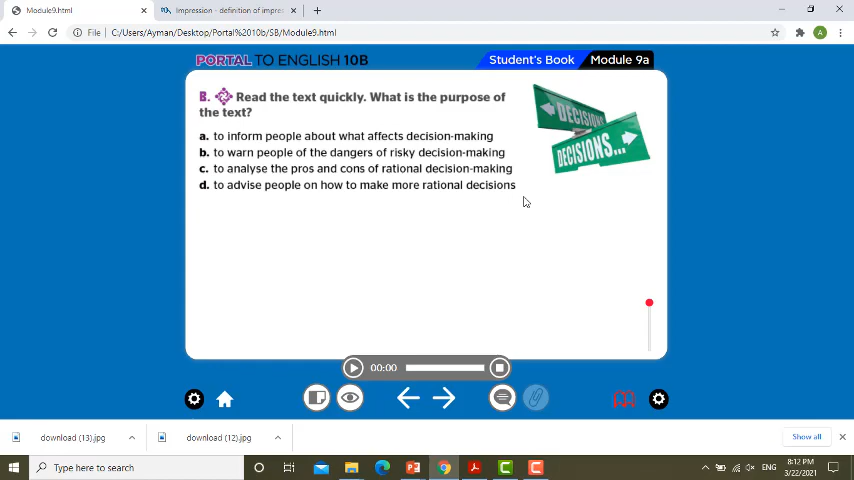 Module9.html
Impression - definition of impres
File
C:/Users/Ayman/Desktop/Portal%2010b/SB/Module9.html
A
PORTAL TO ENGLISH 10B
Student's Book
Module 9a
B. Read the text quickly. What is the purpose of
the text?
a. to inform people about what affects decision-making
b. to warn people of the dangers of risky decision-making
c. to analyse the pros and cons of rational decision-making
d. to advise people on how to make more rational decisions
DECISIONS
DECISIONS...
00:00
download (13).jpg
download (12).jpg
Show all
Type here to search
ENG
8:12 PM
3/22/2021